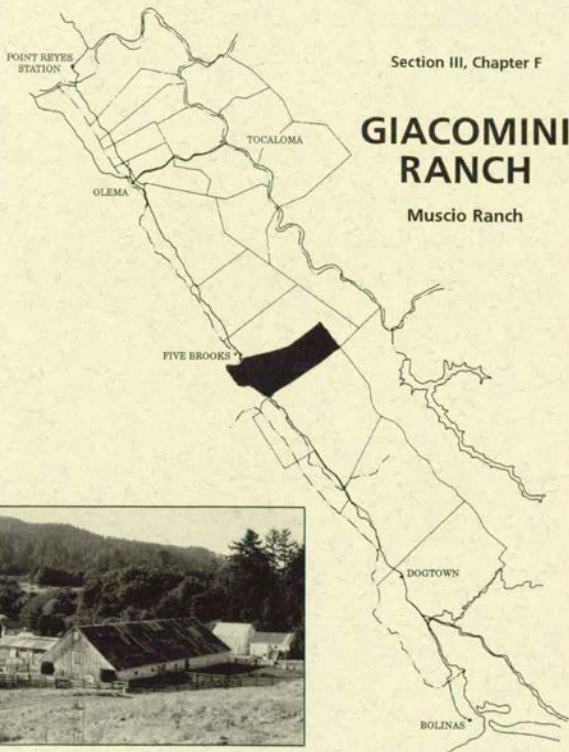 Section III, Chapter F
GIACOMINI
RANCH
Muscio Ranch
POINT REYES
STATION
TOCALOMA
OLEMA
FIVE BROOKS
DOGTOWN
BOLINAS